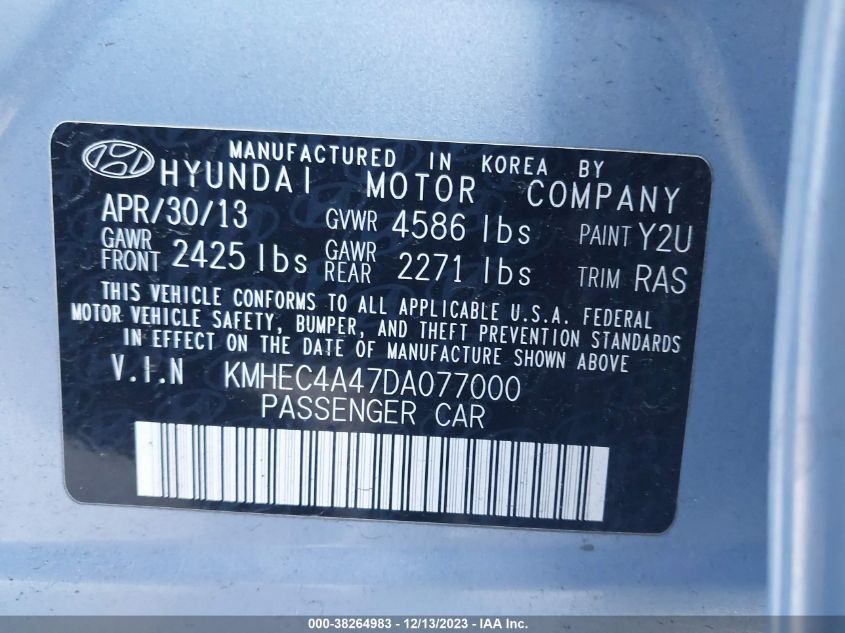 MANUFACTURED IN KOREA BY
HYUNDAI MOTOR COMPANY
APR/30/13 GVWR 4586 lbs PAINT Y2U
GAWR FRONT 2425 lbs GAWR REAR 2271 lbs TRIM RAS
THIS VEHICLE CONFORMS TO ALL APPLICABLE U.S.A. FEDERAL
MOTOR VEHICLE SAFETY, BUMPER, AND THEFT PREVENTION STANDARDS
IN EFFECT ON THE DATE OF MANUFACTURE SHOWN ABOVE
V.I.N KMHEC4A47DA077000
PASSENGER CAR
000-38264983 - 12/13/2023 - IAA Inc.